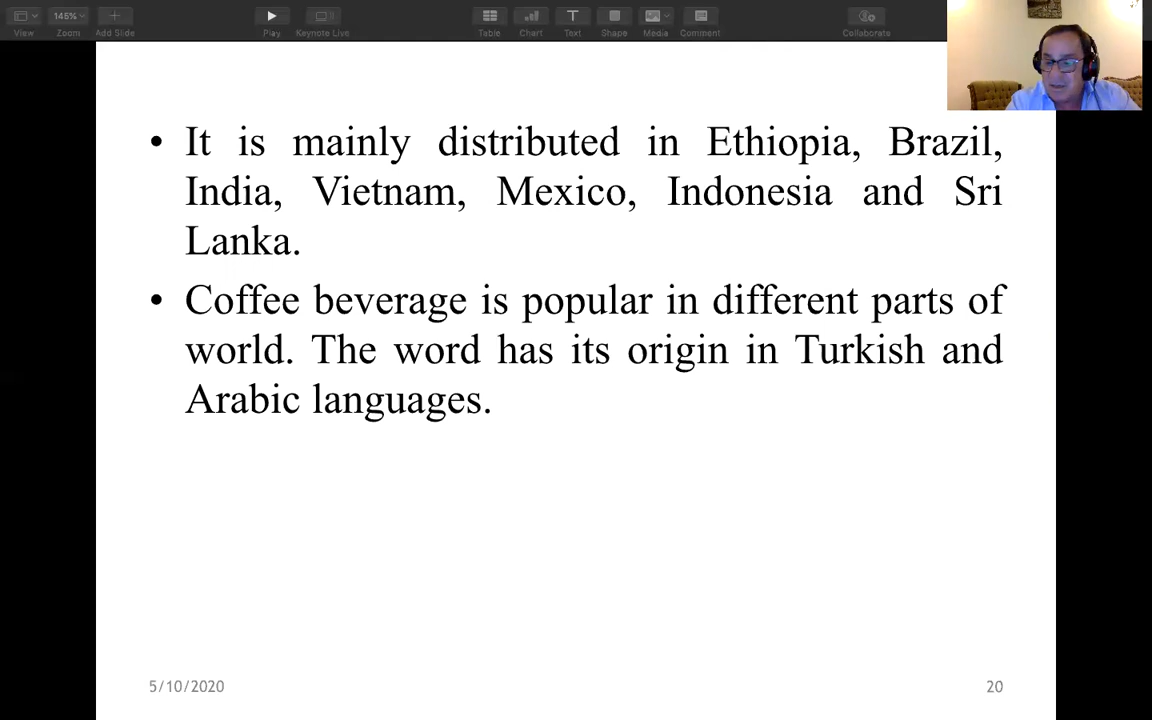 145%
View
Zoom
Add Slide
Play
Keynote Live
Table
Chart
Text
Shape
Media
Comment
Collaborate
• It is mainly distributed in Ethiopia, Brazil,
India, Vietnam, Mexico, Indonesia and Sri
Lanka.
• Coffee beverage is popular in different parts of
world. The word has its origin in Turkish and
Arabic languages.
5/10/2020
20